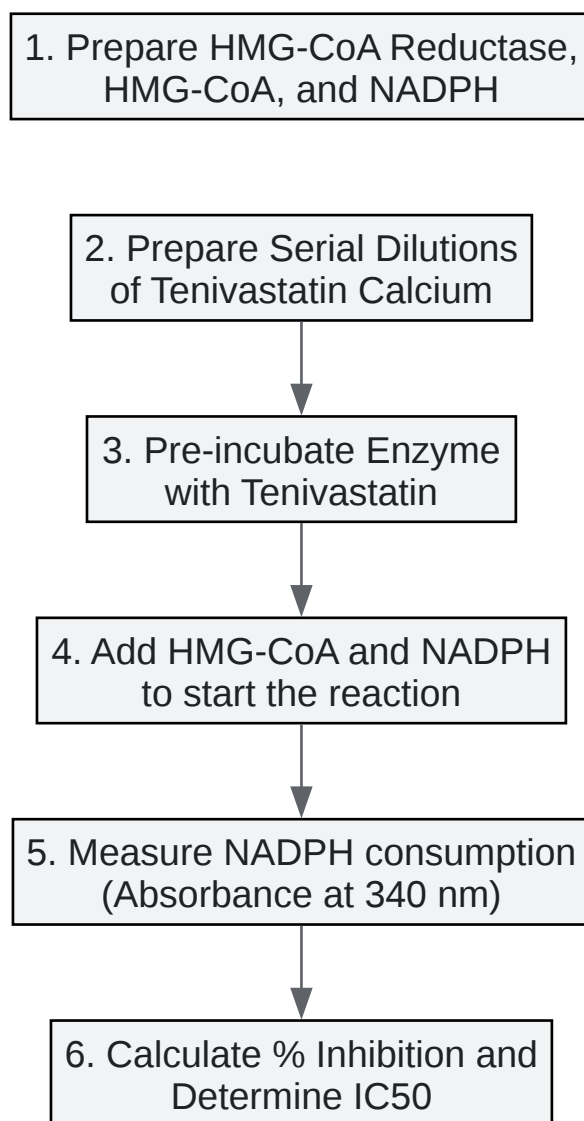 1. Prepare HMG-CoA Reductase,
HMG-CoA, and NADPH
2. Prepare Serial Dilutions
of Tenivastatin Calcium
3. Pre-incubate Enzyme
with Tenivastatin
4. Add HMG-CoA and NADPH
to start the reaction
5. Measure NADPH consumption
(Absorbance at 340 nm)
6. Calculate % Inhibition and
Determine IC50